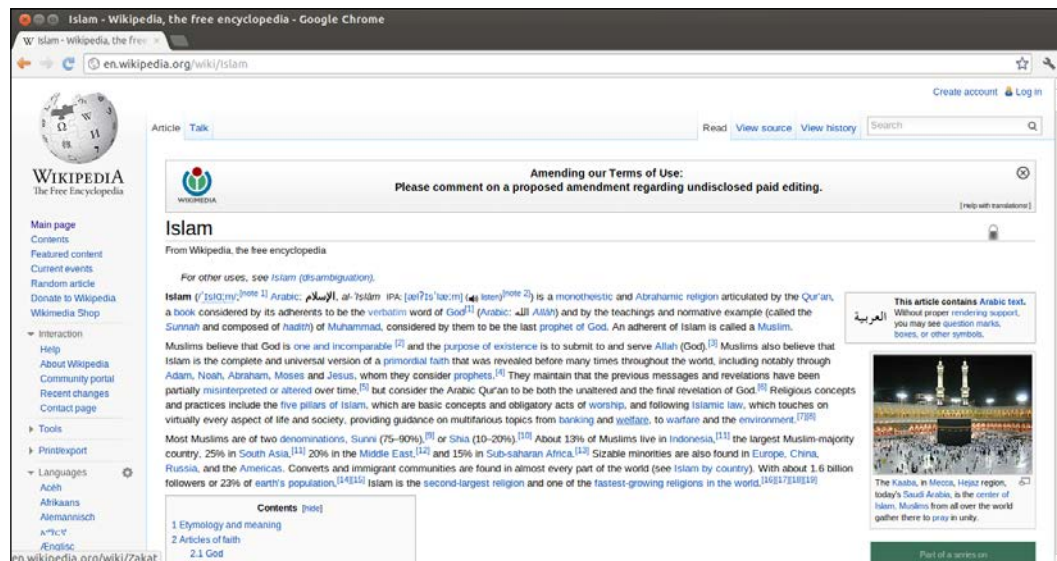 Islam - Wikipedia, the free encyclopedia - Google Chrome
Islam - Wikipedia, the free
en.wikipedia.org/wiki/Islam
Create account Log in
Article Talk Read View source View history Search
WIKIPEDIA
The Free Encyclopedia
WIKIMEDIA
Amending our Terms of Use:
Please comment on a proposed amendment regarding undisclosed paid editing.
[Help with translations!]
Main page
Contents
Featured content
Current events
Random article
Donate to Wikipedia
Wikimedia Shop
Interaction
Help
About Wikipedia
Community portal
Recent changes
Contact page
Tools
Print/export
Languages
Acèh
Afrikaans
Alemannisch
አማርኛ
Ænglisc
en.wikipedia.org/wiki/Zakat
Islam
From Wikipedia, the free encyclopedia
For other uses, see Islam (disambiguation).
Islam (/ˈɪslɑːm/;[note 1] Arabic: الإسلام, al-ʾIslām IPA: [ælʔɪsˈlæːm] (listen)[note 2]) is a monotheistic and Abrahamic religion articulated by the Qur'an,
a book considered by its adherents to be the verbatim word of God[1] (Arabic: الله Allāh) and by the teachings and normative example (called the
Sunnah and composed of hadith) of Muhammad, considered by them to be the last prophet of God. An adherent of Islam is called a Muslim.
Muslims believe that God is one and incomparable [2] and the purpose of existence is to submit to and serve Allah (God).[3] Muslims also believe that
Islam is the complete and universal version of a primordial faith that was revealed before many times throughout the world, including notably through
Adam, Noah, Abraham, Moses and Jesus, whom they consider prophets.[4] They maintain that the previous messages and revelations have been
partially misinterpreted or altered over time,[5] but consider the Arabic Qur'an to be both the unaltered and the final revelation of God.[6] Religious concepts
and practices include the five pillars of Islam, which are basic concepts and obligatory acts of worship, and following Islamic law, which touches on
virtually every aspect of life and society, providing guidance on multifarious topics from banking and welfare, to warfare and the environment.[7][8]
Most Muslims are of two denominations, Sunni (75–90%),[9] or Shia (10–20%).[10] About 13% of Muslims live in Indonesia,[11] the largest Muslim-majority
country, 25% in South Asia,[11] 20% in the Middle East,[12] and 15% in Sub-saharan Africa.[13] Sizable minorities are also found in Europe, China,
Russia, and the Americas. Converts and immigrant communities are found in almost every part of the world (see Islam by country). With about 1.6 billion
followers or 23% of earth's population,[14][15] Islam is the second-largest religion and one of the fastest-growing religions in the world.[16][17][18][19]
Contents [hide]
1 Etymology and meaning
2 Articles of faith
2.1 God
العربية
This article contains Arabic text.
Without proper rendering support,
you may see question marks,
boxes, or other symbols.
The Kaaba, in Mecca, Hejaz region,
today's Saudi Arabia, is the center of
Islam. Muslims from all over the world
gather there to pray in unity.
Part of a series on